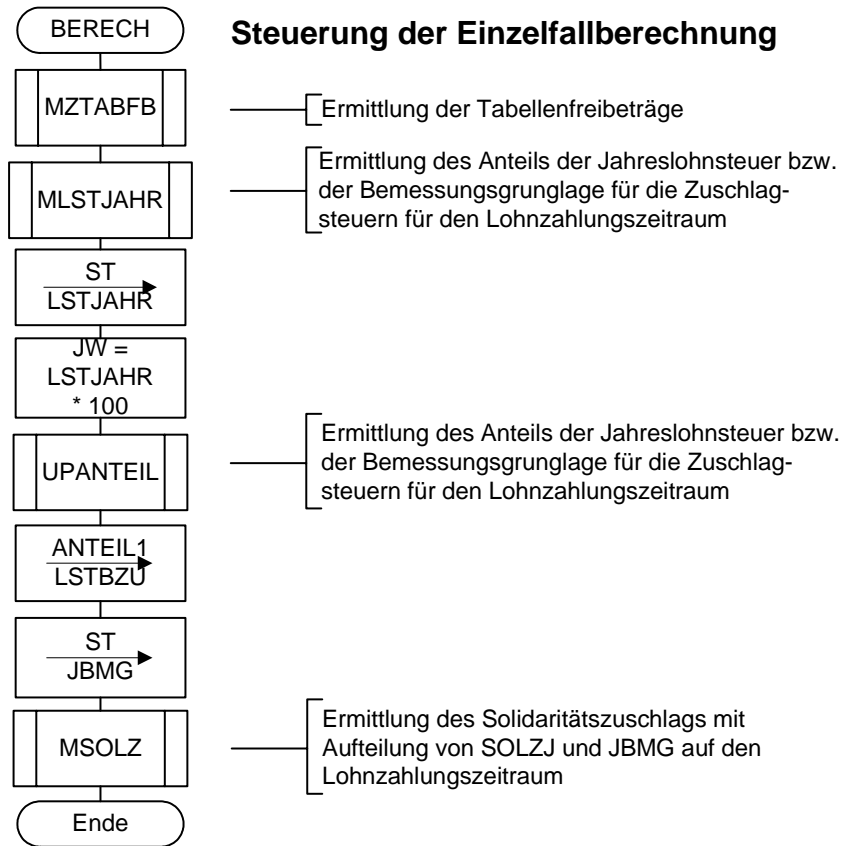 BERECH
Steuerung der Einzelfallberechnung
MZTABFB
Ermittlung der Tabellenfreibeträge
MLSTJAHR
Ermittlung des Anteils der Jahreslohnsteuer bzw.
der Bemessungsgrunglage für die Zuschlag-
steuern für den Lohnzahlungszeitraum
ST
LSTJAHR
JW =
LSTJAHR
* 100
UPANTEIL
Ermittlung des Anteils der Jahreslohnsteuer bzw.
der Bemessungsgrunglage für die Zuschlag-
steuern für den Lohnzahlungszeitraum
ANTEIL1
LSTBZU
ST
JBMG
MSOLZ
Ermittlung des Solidaritätszuschlags mit
Aufteilung von SOLZJ und JBMG auf den
Lohnzahlungszeitraum
Ende